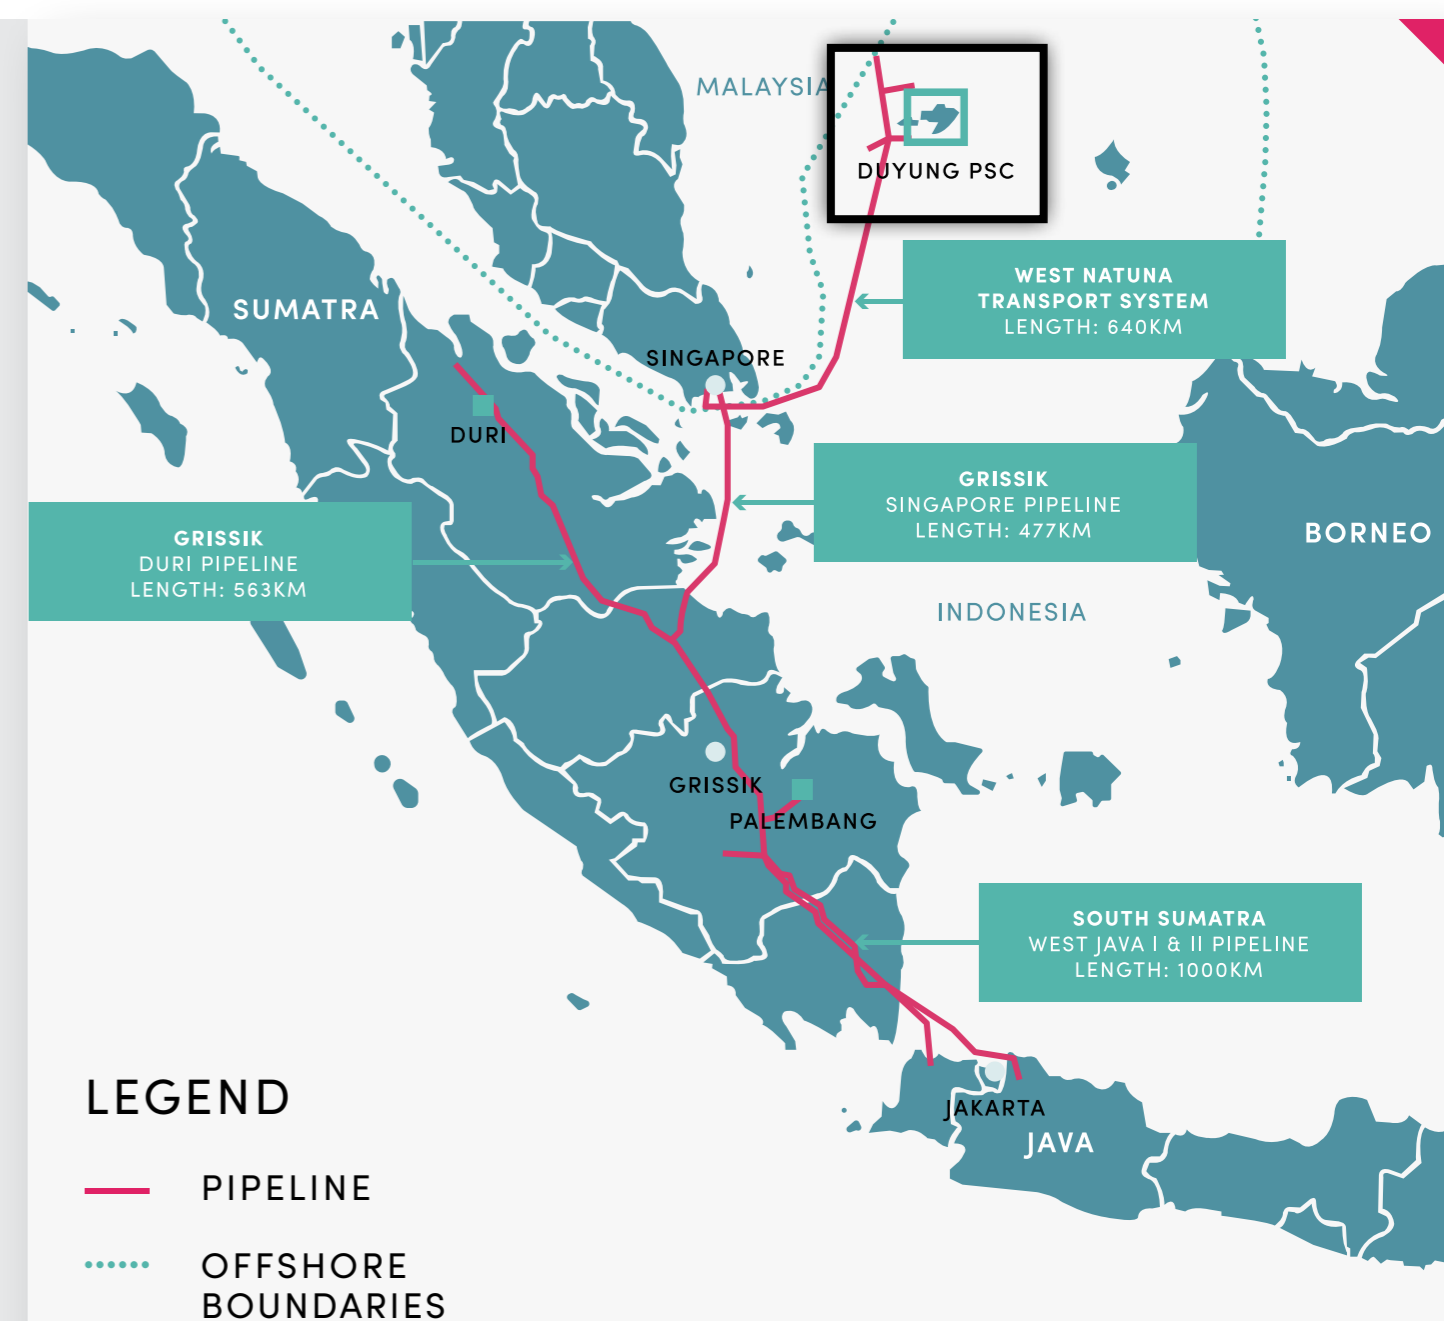 MALAYSIA
DUYUNG PSC
WEST NATUNA
TRANSPORT SYSTEM
LENGTH: 640KM
SUMATRA
SINGAPORE
DURI
GRISSIK
SINGAPORE PIPELINE
LENGTH: 477KM
BORNEO
GRISSIK
DURI PIPELINE
LENGTH: 563KM
INDONESIA
GRISSIK
PALEMBANG
SOUTH SUMATRA
WEST JAVA I & II PIPELINE
LENGTH: 1000KM
JAKARTA
JAVA
LEGEND
PIPELINE
OFFSHORE
BOUNDARIES